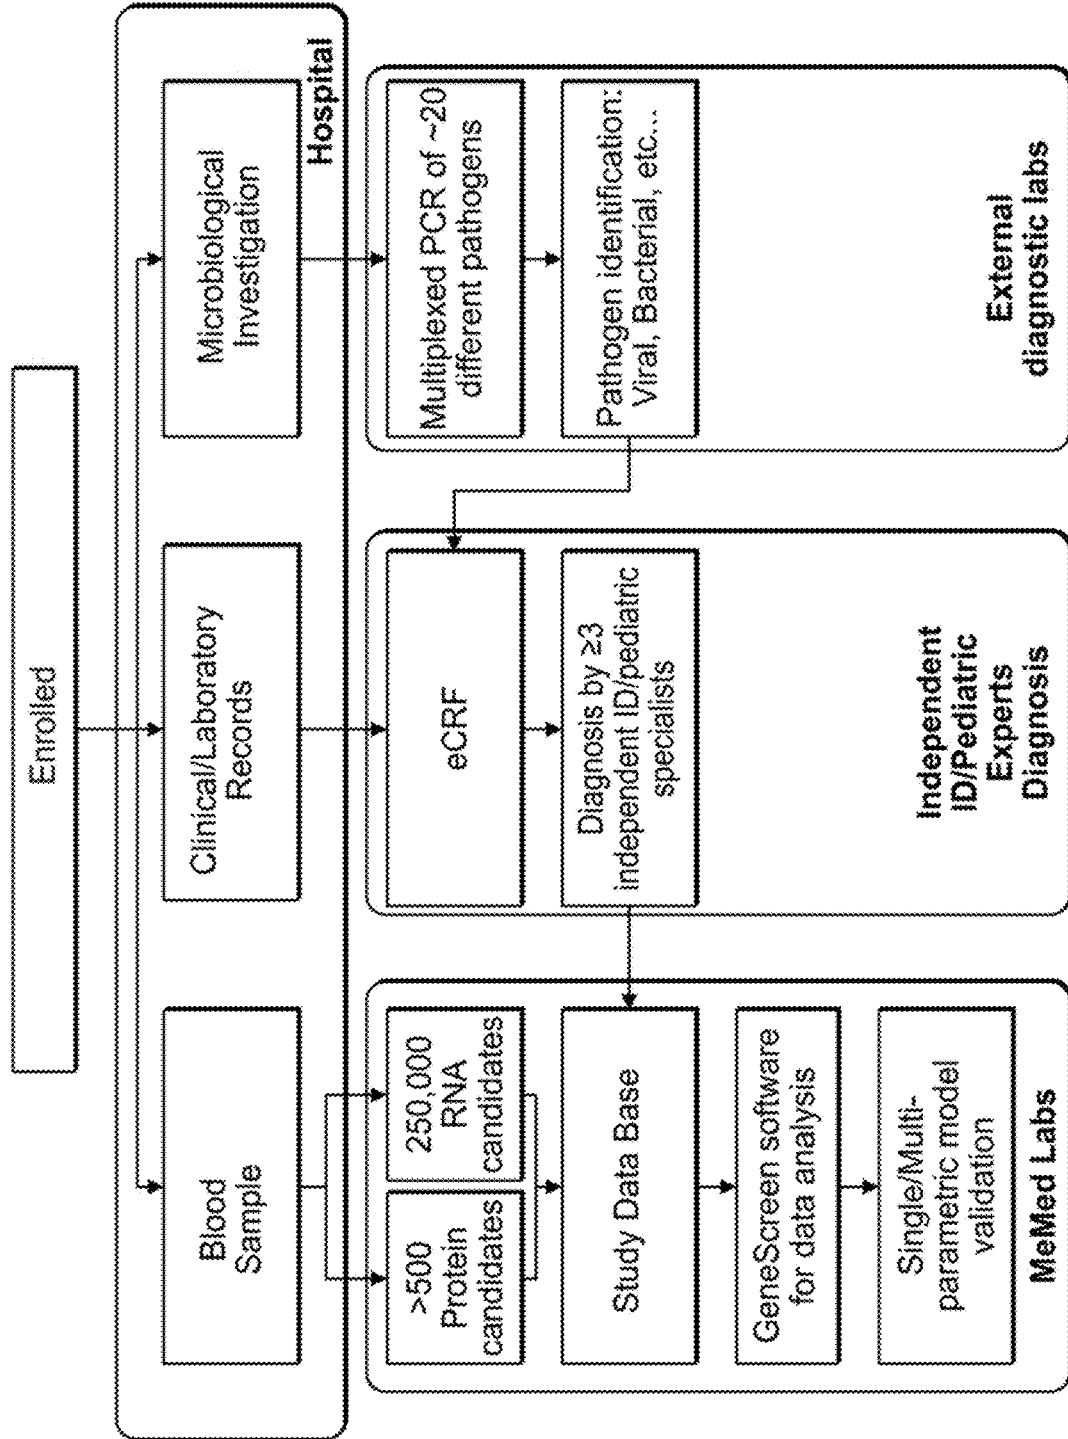 Enrolled
Blood
Sample
Clinical/Laboratory
Records
Microbiological
Investigation
Hospital
>500
Protein
candidates
250,000
RNA
candidates
Study Data Base
GeneScreen software
for data analysis
Single/Multi-
parametric model
validation
MeMed Labs
eCRF
Diagnosis by ≥3
independent ID/pediatric
specialists
Independent
ID/Pediatric
Experts
Diagnosis
Multiplexed PCR of ~20
different pathogens
Pathogen identification:
Viral, Bacterial, etc...
External
diagnostic labs